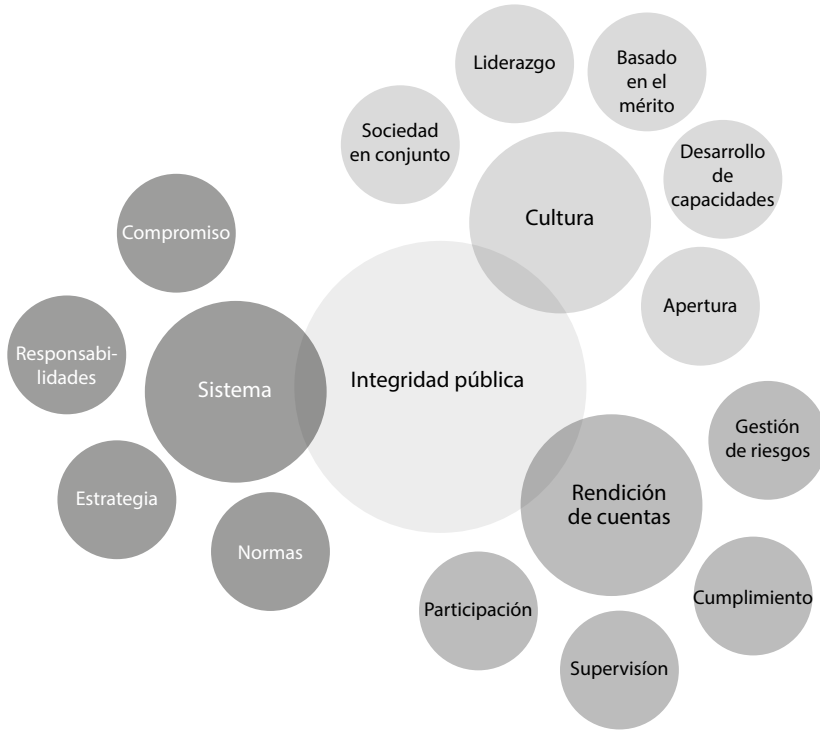 Liderazgo
Basado
en el
mérito
Sociedad
en conjunto
Desarrollo
de
capacidades
Cultura
Compromiso
Apertura
Responsabi-
lidades
Sistema
Integridad pública
Gestión
de riesgos
Estrategia
Rendición
de cuentas
Normas
Participación
Cumplimiento
Supervisíon